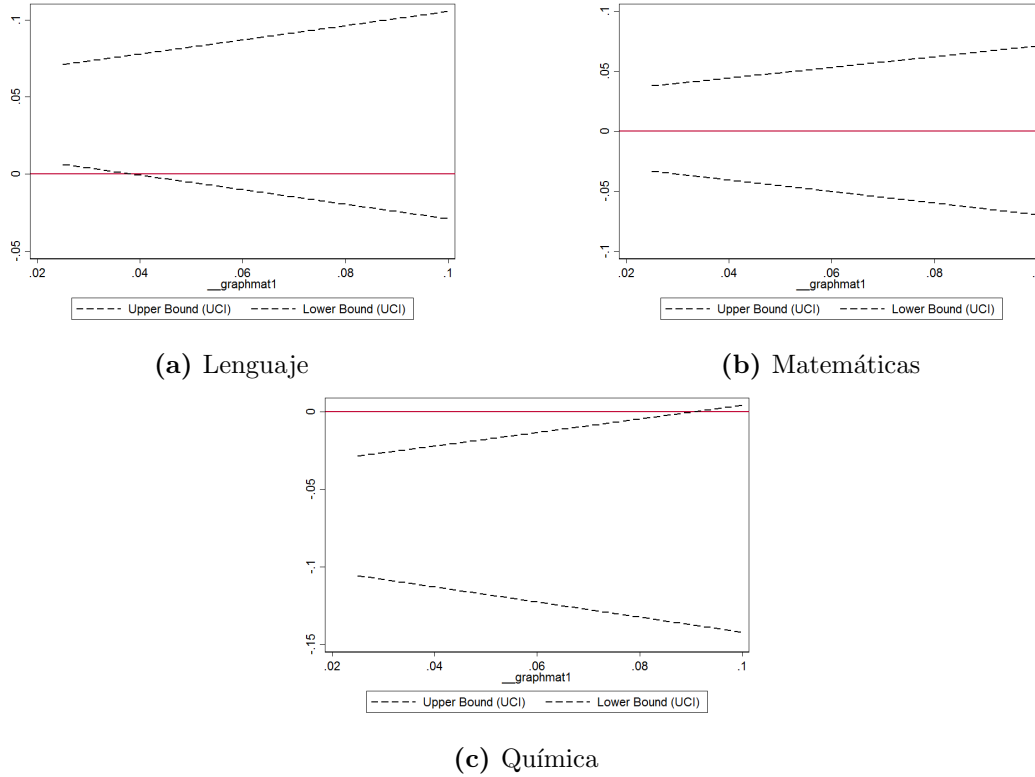 .1
.05
0
-.05
.02 .04 .06 .08 .1
__graphmat1
Upper Bound (UCI) Lower Bound (UCI)
(a) Lenguaje
.1
.05
0
-.05
-.1
.02 .04 .06 .08
__graphmat1
Upper Bound (UCI) Lower Bound (UCI)
(b) Matemáticas
0
-.05
-.1
-.15
.02 .04 .06 .08 .1
__graphmat1
Upper Bound (UCI) Lower Bound (UCI)
(c) Química